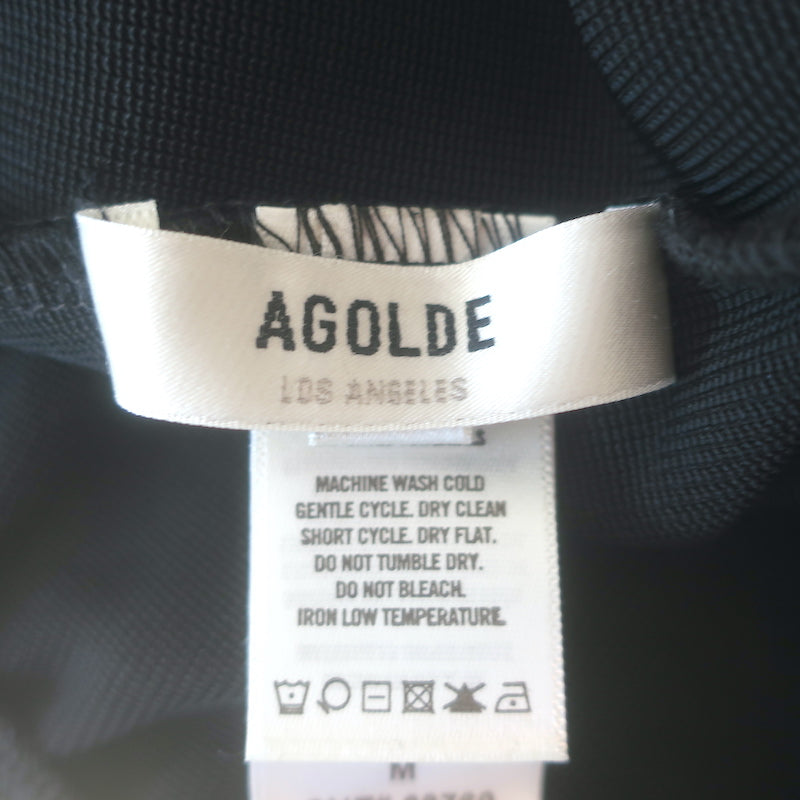 AGOLDE
LOS ANGELES
MACHINE WASH COLD
GENTLE CYCLE. DRY CLEAN
SHORT CYCLE. DRY FLAT.
DO NOT TUMBLE DRY.
DO NOT BLEACH.
IRON LOW TEMPERATURE.
M